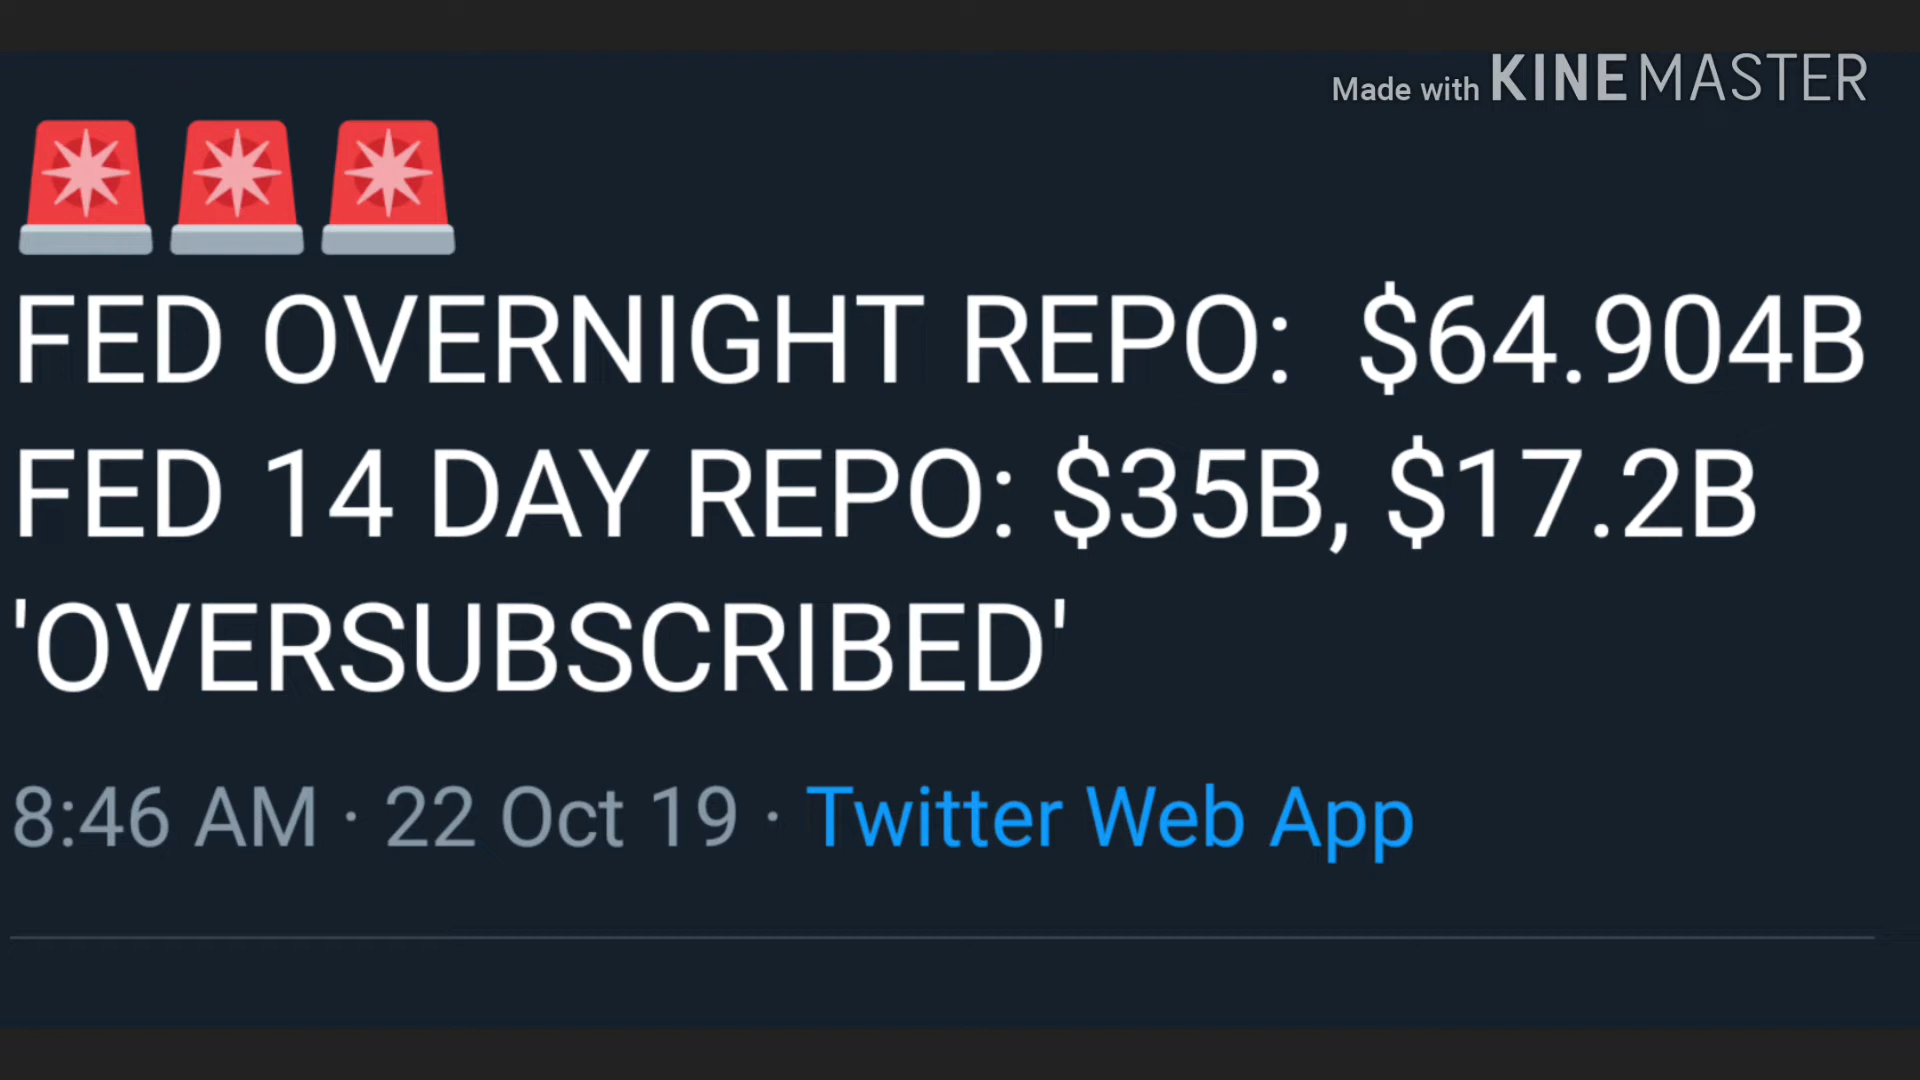 Made with KINEMASTER
🚨🚨🚨
FED OVERNIGHT REPO:  $64.904B
FED 14 DAY REPO: $35B, $17.2B
'OVERSUBSCRIBED'
8:46 AM · 22 Oct 19 · Twitter Web App